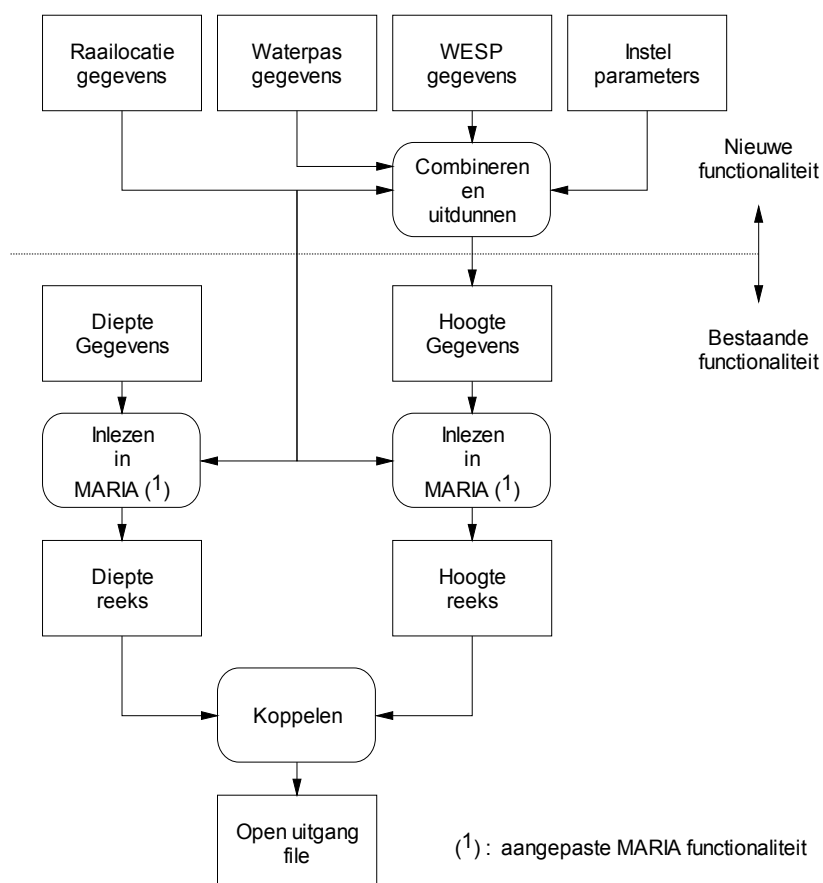 Raailocatie
gegevens
Waterpas
gegevens
WESP
gegevens
Instel
parameters
Combineren
en
uitdunnen
Nieuwe
functionaliteit
Diepte
Gegevens
Hoogte
Gegevens
Bestaande
functionaliteit
Inlezen
in
MARIA (1)
Inlezen
in
MARIA (1)
Diepte
reeks
Hoogte
reeks
Koppelen
Open uitgang
file
(1) : aangepaste MARIA functionaliteit